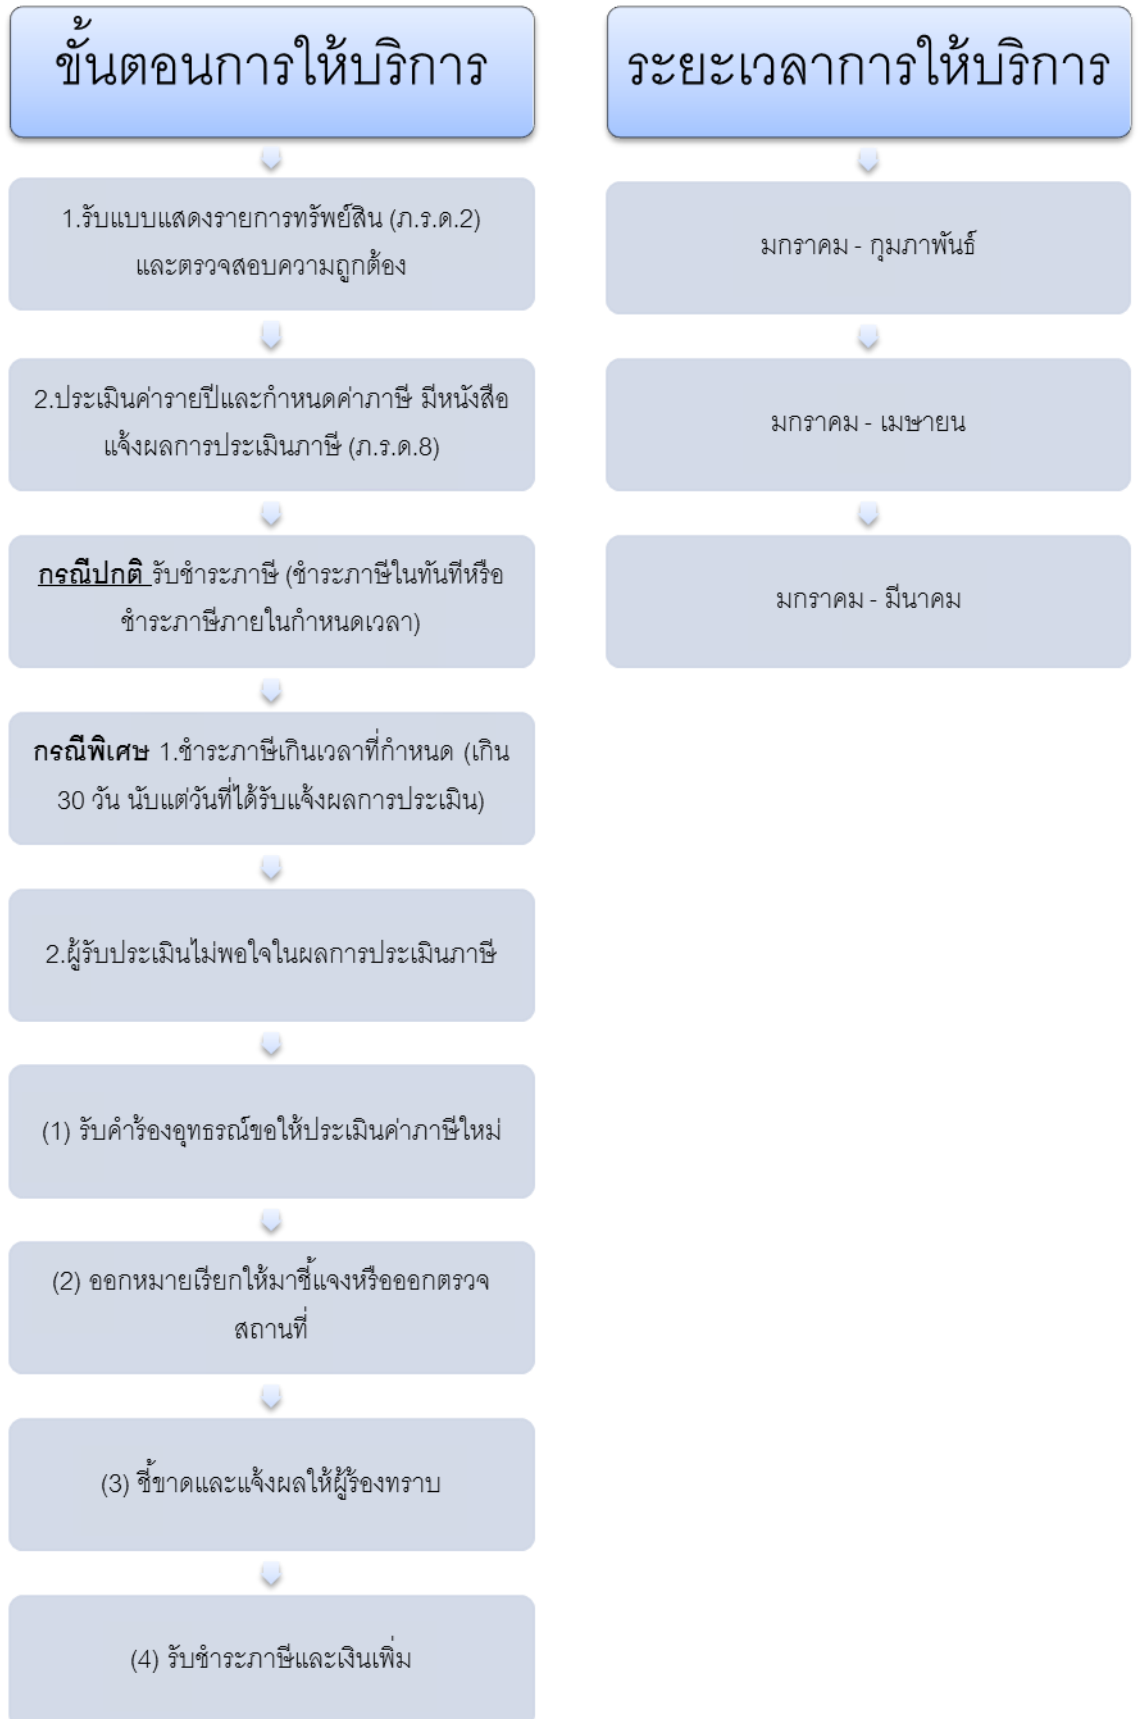 ขั้นตอนการให้บริการ
1.รับแบบแสดงรายการทรัพย์สิน (ภ.ร.ด.2)
และตรวจสอบความถูกต้อง
2.ประเมินค่ารายปีและกำหนดค่าภาษี มีหนังสือ
แจ้งผลการประเมินภาษี (ภ.ร.ด.8)
กรณีปกติ รับชำระภาษี (ชำระภาษีในทันทีหรือ
ชำระภาษีภายในกำหนดเวลา)
กรณีพิเศษ 1.ชำระภาษีเกินเวลาที่กำหนด (เกิน
30 วัน นับแต่วันที่ได้รับแจ้งผลการประเมิน)
2.ผู้รับประเมินไม่พอใจในผลการประเมินภาษี
(1) รับคำร้องอุทธรณ์ขอให้ประเมินค่าภาษีใหม่
(2) ออกหมายเรียกให้มาชี้แจงหรือออกตรวจ
สถานที่
(3) ชี้ขาดและแจ้งผลให้ผู้ร้องทราบ
(4) รับชำระภาษีและเงินเพิ่ม
ระยะเวลาการให้บริการ
มกราคม - กุมภาพันธ์
มกราคม - เมษายน
มกราคม - มีนาคม